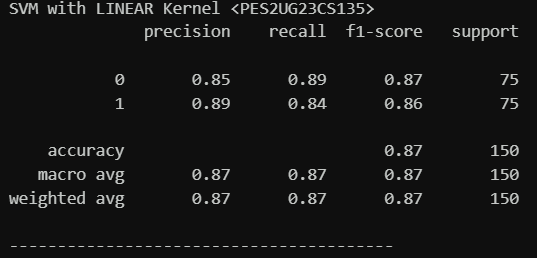 SVM with LINEAR Kernel <PES2UG23CS135>
precision recall f1-score support
0 0.85 0.89 0.87 75
1 0.89 0.84 0.86 75
accuracy 0.87 150
macro avg 0.87 0.87 0.87 150
weighted avg 0.87 0.87 0.87 150
----------------------------------------